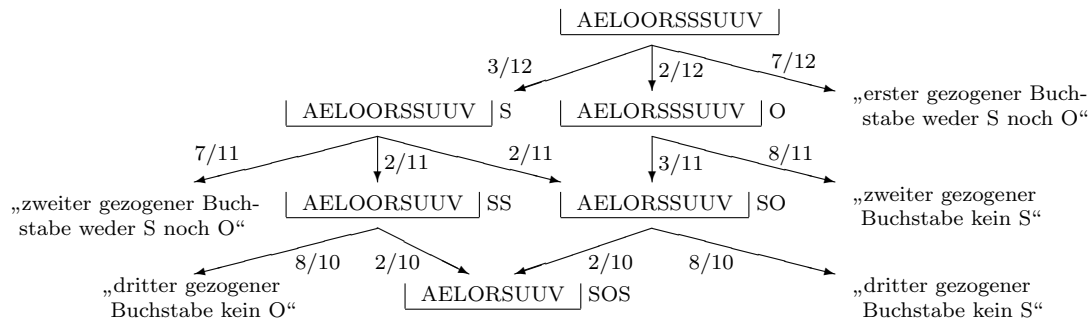 AELOORSSSUUV
3/12
2/12
7/12
AELOORSSUUV S
AELORSSSUUV O
„erster gezogener Buch-
stabe weder S noch O“
7/11
2/11
2/11
3/11
8/11
„zweiter gezogener Buch-
stabe weder S noch O“
AELOORSUUV SS
AELORSSUUV SO
„zweiter gezogener
Buchstabe kein S“
8/10
2/10
2/10
8/10
„dritter gezogener
Buchstabe kein O“
AELORSUUV SOS
„dritter gezogener
Buchstabe kein S“